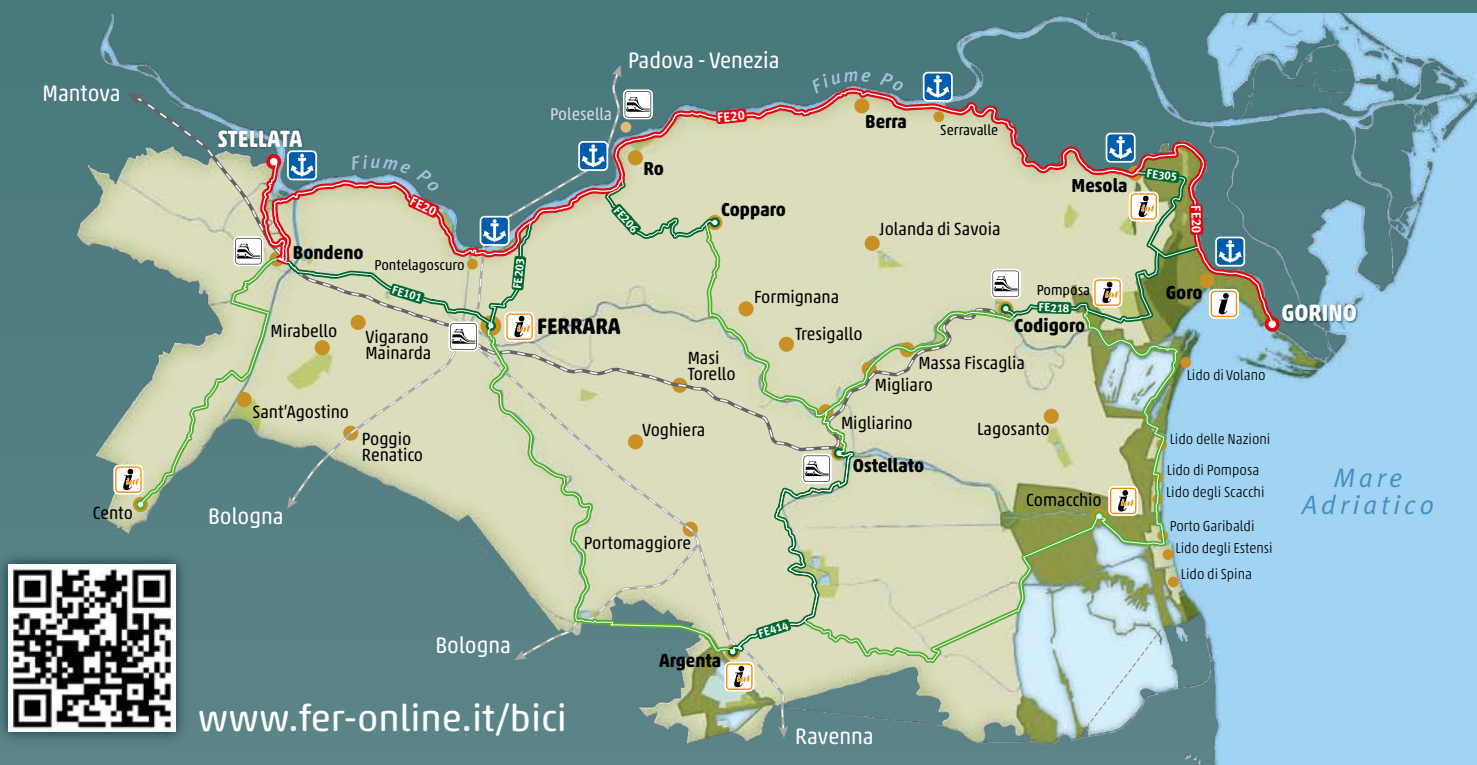 Padova - Venezia
Mantova
Fiume Po
Polesella
STELLATA
FE20
Berra
Serravalle
Fiume Po
Ro
Mesola
FE305
FE20
FE206
Copparo
FE20
Jolanda di Savoia
Bondeno
Pontelagoscuro
FE203
FE101
Formignana
Pomposa
Goro
FE218
GORINO
Codigoro
FERRARA
Mirabello
Vigarano
Mainarda
Tresigallo
Masi
Torello
Massa Fiscaglia
Migliaro
Lido di Volano
Sant'Agostino
Migliarino
Voghiera
Lagosanto
Poggio
Renatico
Lido delle Nazioni
Ostellato
Lido di Pomposa
Mare
Adriatico
Lido degli Scacchi
Comacchio
Cento
Bologna
Porto Garibaldi
Portomaggiore
Lido degli Estensi
Lido di Spina
FE414
Bologna
Argenta
www.fer-online.it/bici
Ravenna